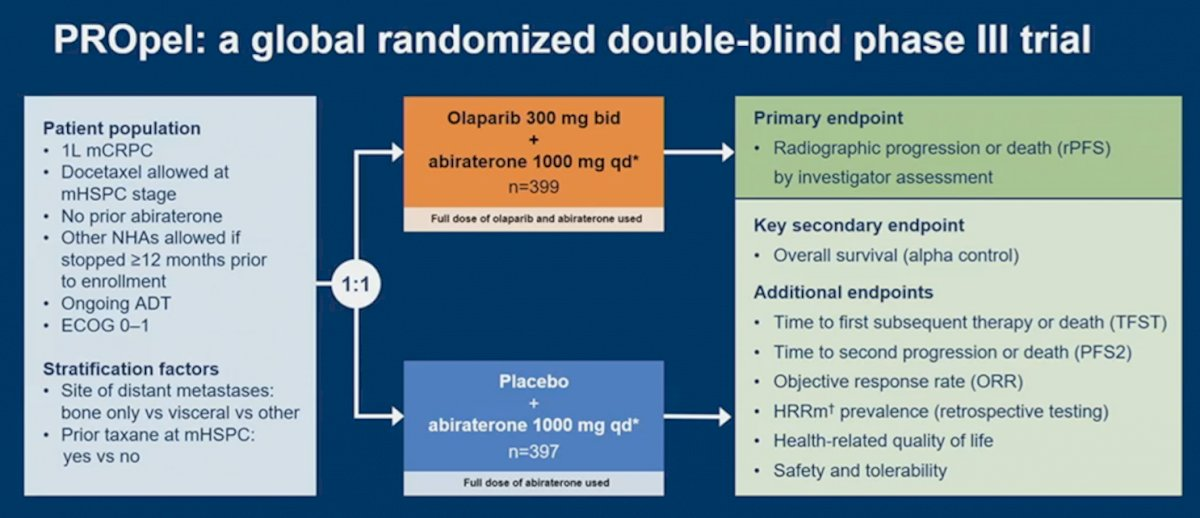 PROpel: a global randomized double-blind phase III trial
Patient population
• 1L mCRPC
• Docetaxel allowed at
mHSPC stage
• No prior abiraterone
• Other NHAs allowed if
stopped ≥12 months prior
to enrollment
• Ongoing ADT
• ECOG 0–1
Stratification factors
• Site of distant metastases:
bone only vs visceral vs other
• Prior taxane at mHSPC:
yes vs no
1:1
Olaparib 300 mg bid
+
abiraterone 1000 mg qd*
n=399
Full dose of olaparib and abiraterone used
Placebo
+
abiraterone 1000 mg qd*
n=397
Full dose of abiraterone used
Primary endpoint
• Radiographic progression or death (rPFS)
by investigator assessment
Key secondary endpoint
• Overall survival (alpha control)
Additional endpoints
• Time to first subsequent therapy or death (TFST)
• Time to second progression or death (PFS2)
• Objective response rate (ORR)
• HRRm† prevalence (retrospective testing)
• Health-related quality of life
• Safety and tolerability